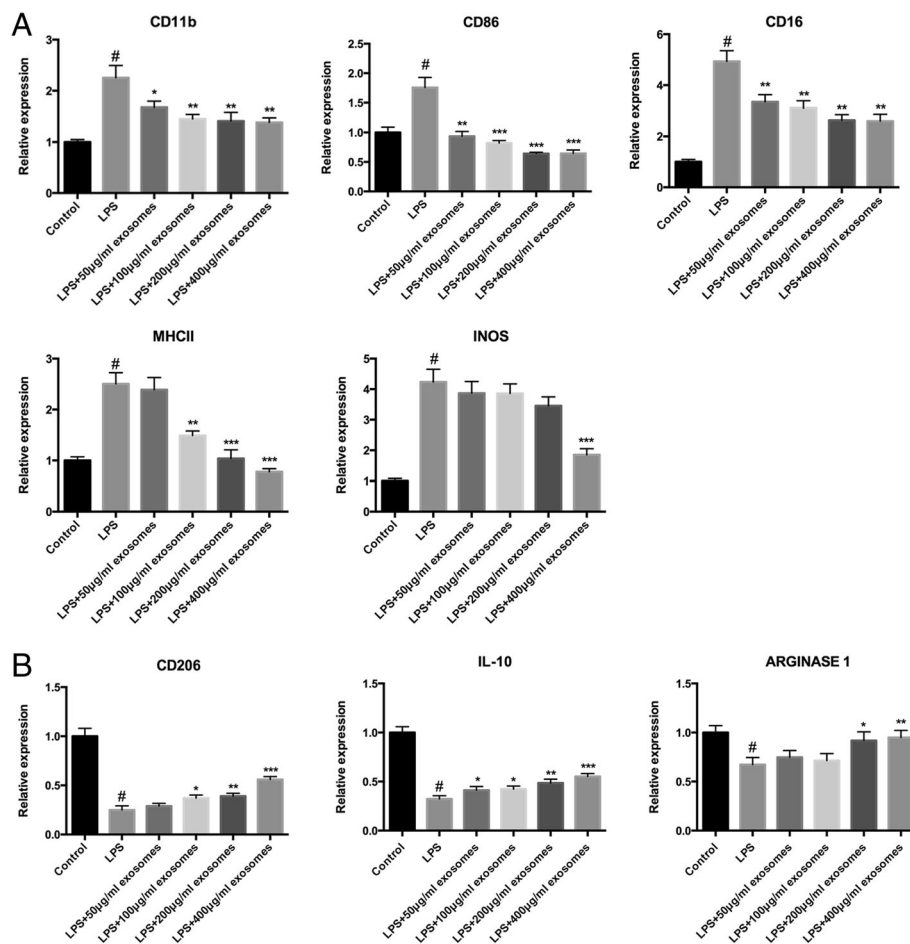 A
CD11b
Relative expression
3
2
1
0
#
*
**
**
**
Control
LPS
LPS+50μg/ml exosomes
LPS+100μg/ml exosomes
LPS+200μg/ml exosomes
LPS+400μg/ml exosomes
CD86
Relative expression
2.5
2.0
1.5
1.0
0.5
0.0
#
**
***
***
***
Control
LPS
LPS+50μg/ml exosomes
LPS+100μg/ml exosomes
LPS+200μg/ml exosomes
LPS+400μg/ml exosomes
CD16
Relative expression
6
4
2
0
#
**
**
**
**
Control
LPS
LPS+50μg/ml exosomes
LPS+100μg/ml exosomes
LPS+200μg/ml exosomes
LPS+400μg/ml exosomes
MHCII
Relative expression
3
2
1
0
#
**
***
***
Control
LPS
LPS+50μg/ml exosomes
LPS+100μg/ml exosomes
LPS+200μg/ml exosomes
LPS+400μg/ml exosomes
INOS
Relative expression
5
4
3
2
1
0
#
***
Control
LPS
LPS+50μg/ml exosomes
LPS+100μg/ml exosomes
LPS+200μg/ml exosomes
LPS+400μg/ml exosomes
B
CD206
Relative expression
1.5
1.0
0.5
0.0
#
*
**
***
Control
LPS
LPS+50μg/ml exosomes
LPS+100μg/ml exosomes
LPS+200μg/ml exosomes
LPS+400μg/ml exosomes
IL-10
Relative expression
1.5
1.0
0.5
0.0
#
*
*
**
***
Control
LPS
LPS+50μg/ml exosomes
LPS+100μg/ml exosomes
LPS+200μg/ml exosomes
LPS+400μg/ml exosomes
ARGINASE 1
Relative expression
1.5
1.0
0.5
0.0
#
*
**
Control
LPS
LPS+50μg/ml exosomes
LPS+100μg/ml exosomes
LPS+200μg/ml exosomes
LPS+400μg/ml exosomes